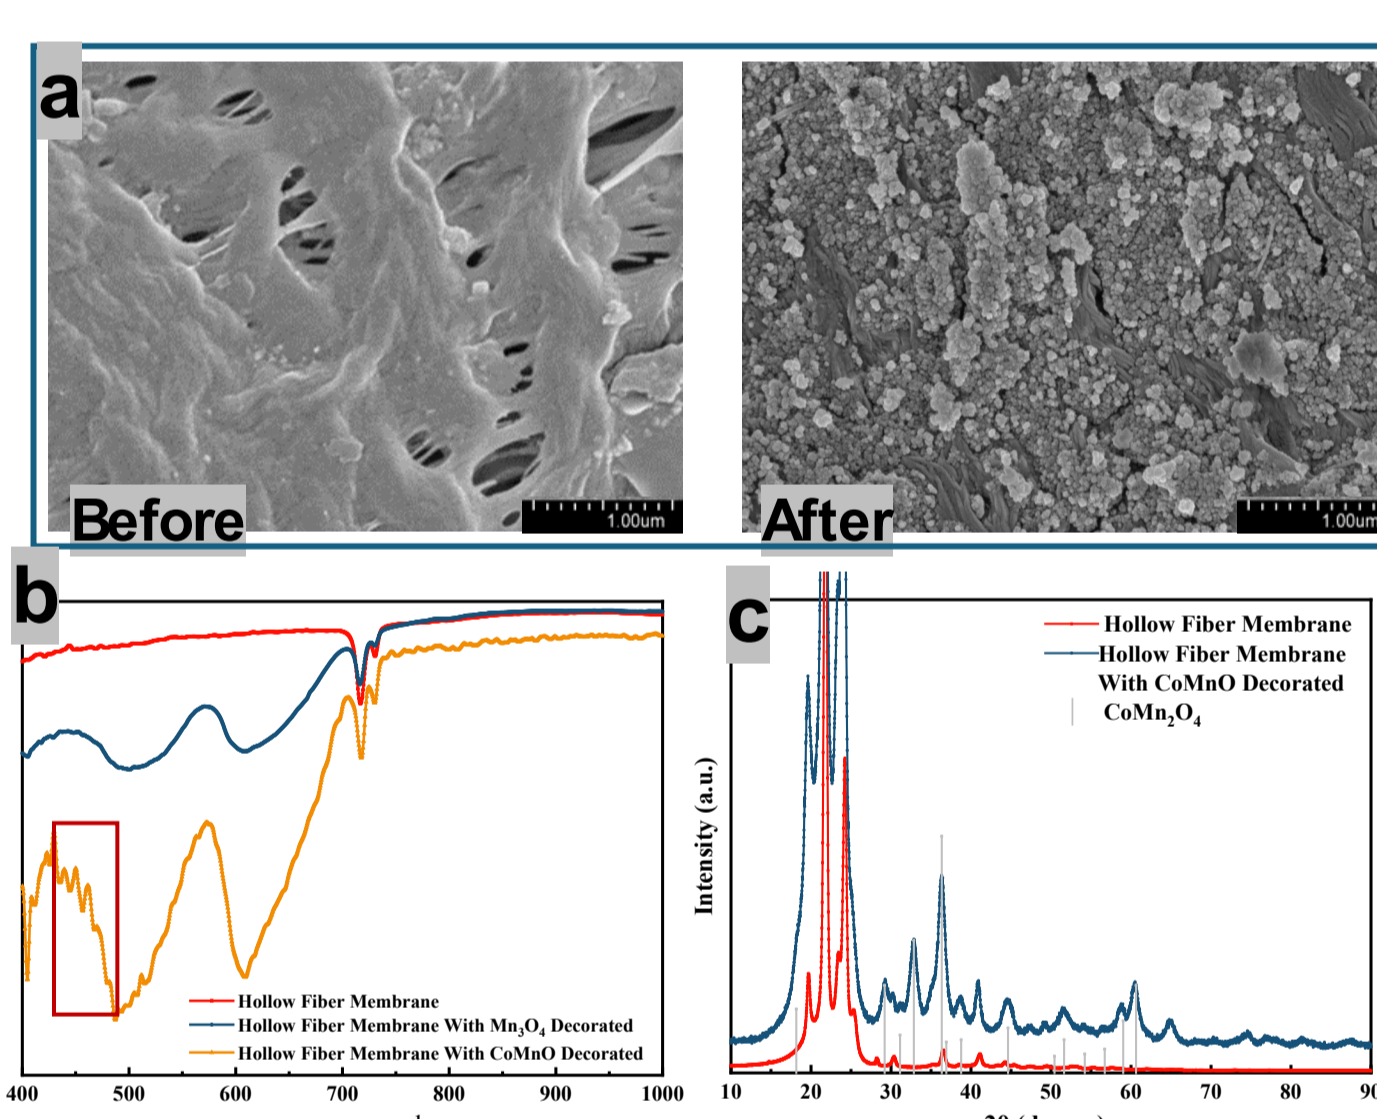 a
Before
1.00um
After
1.00um
b
Hollow Fiber Membrane
Hollow Fiber Membrane With Mn₃O₄ Decorated
Hollow Fiber Membrane With CoMnO Decorated
400 500 600 700 800 900 1000
c
Hollow Fiber Membrane
Hollow Fiber Membrane
With CoMnO Decorated
CoMn₂O₄
Intensity (a.u.)
10 20 30 40 50 60 70 80 90